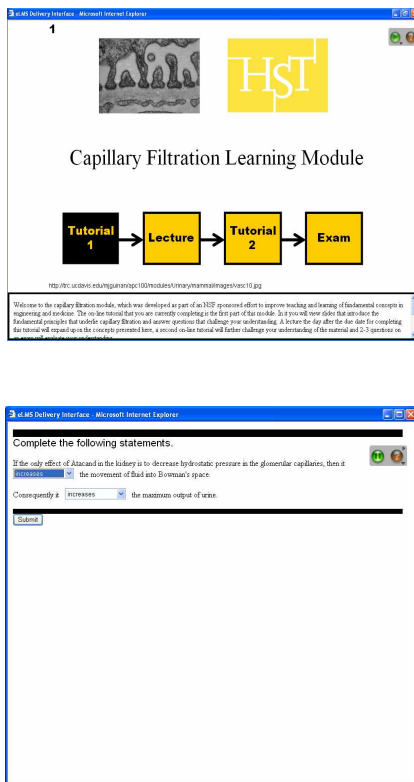 eLMS Delivery Interface - Microsoft Internet Explorer
1
HST
Capillary Filtration Learning Module
Tutorial 1
Lecture
Tutorial 2
Exam
http://trc.ucdavis.edu/mjguinan/apc100/modules/Urinary/mammal/images/vasc10.jpg
Welcome to the capillary filtration module, which was developed as part of an NSF sponsored effort to improve teaching and learning of fundamental concepts in
engineering and medicine. The on-line tutorial that you are currently completing is the first part of this module. In it you will view slides that introduce the
fundamental principles that underlie capillary filtration and answer questions that challenge your understanding. A lecture the day after the due date for completing
this tutorial will expand upon the concepts presented here, a second on-line tutorial will further challenge your understanding of the material and 2-3 questions on
an exam will evaluate your understanding.
eLMS Delivery Interface - Microsoft Internet Explorer
Complete the following statements.
If the only effect of Atacand in the kidney is to decrease hydrostatic pressure in the glomerular capillaries, then it
increases the movement of fluid into Bowman's space.
Consequently it increases the maximum output of urine.
Submit